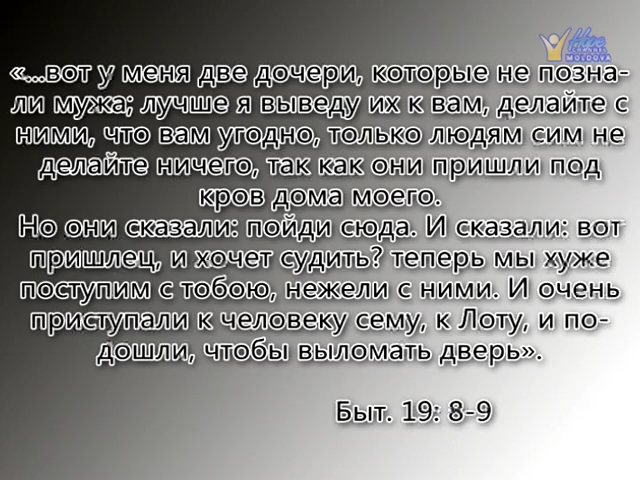 Hope
CHANNEL
MOLDOVA
«...вот у меня две дочери, которые не позна-
ли мужа; лучше я выведу их к вам, делайте с
ними, что вам угодно, только людям сим не
делайте ничего, так как они пришли под
кров дома моего.
Но они сказали: пойди сюда. И сказали: вот
пришлец, и хочет судить? теперь мы хуже
поступим с тобою, нежели с ними. И очень
приступали к человеку сему, к Лоту, и по-
дошли, чтобы выломать дверь».
Быт. 19: 8-9